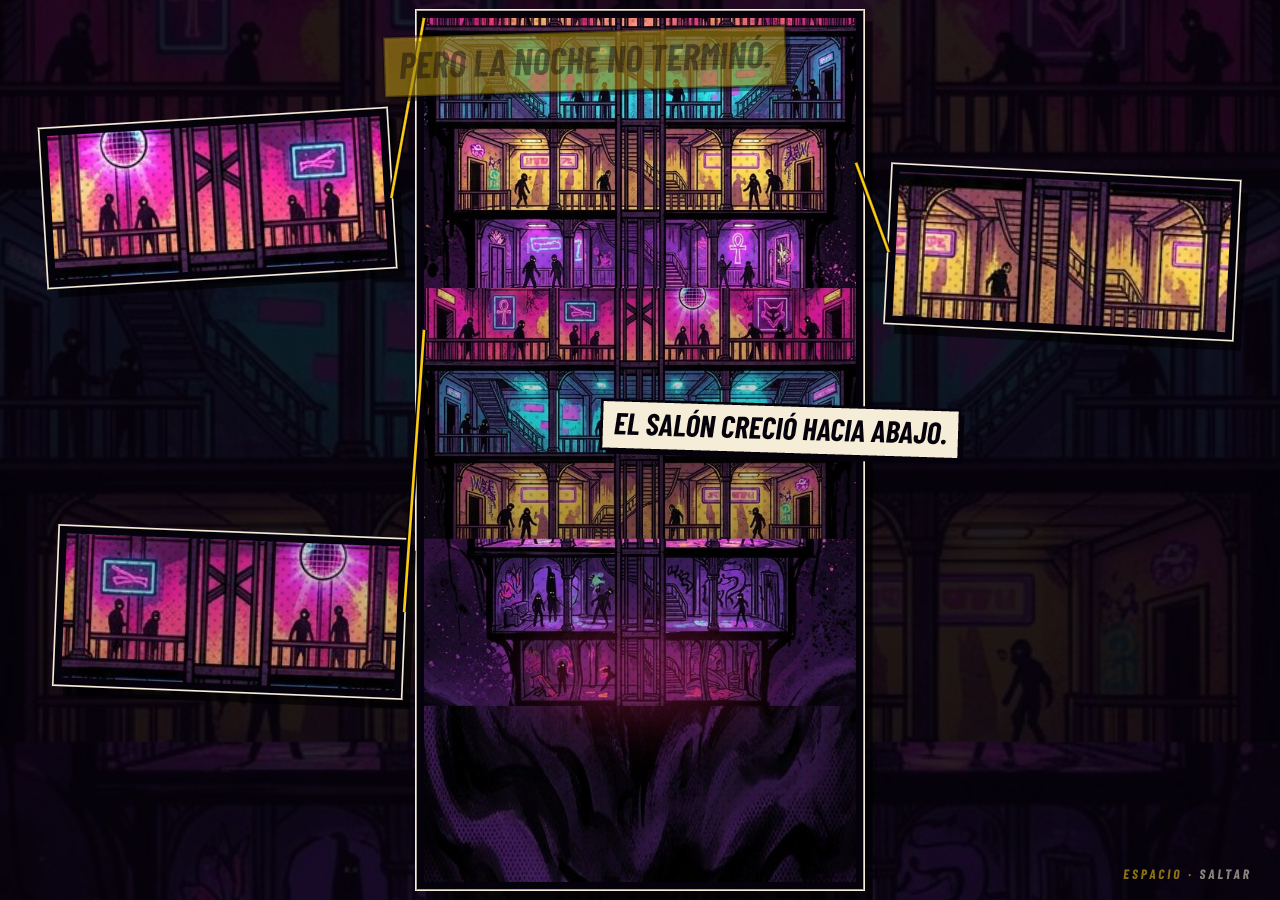 PERO LA NOCHE NO TERMINÓ.
EL SALÓN CRECIÓ HACIA ABAJO.
ESPACIO · SALTAR